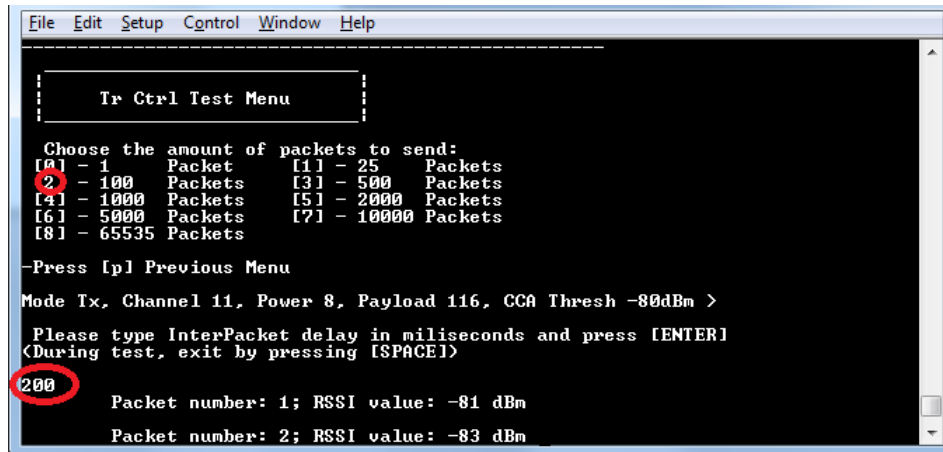 File Edit Setup Control Window Help
Tr Ctrl Test Menu
Choose the amount of packets to send:
[0] - 1 Packet [1] - 25 Packets
[2] - 100 Packets [3] - 500 Packets
[4] - 1000 Packets [5] - 2000 Packets
[6] - 5000 Packets [7] - 10000 Packets
[8] - 65535 Packets
-Press [p] Previous Menu
Mode Tx, Channel 11, Power 8, Payload 116, CCA Thresh -80dBm >
Please type InterPacket delay in miliseconds and press [ENTER]
(During test, exit by pressing [SPACE])
200
Packet number: 1; RSSI value: -81 dBm
Packet number: 2; RSSI value: -83 dBm